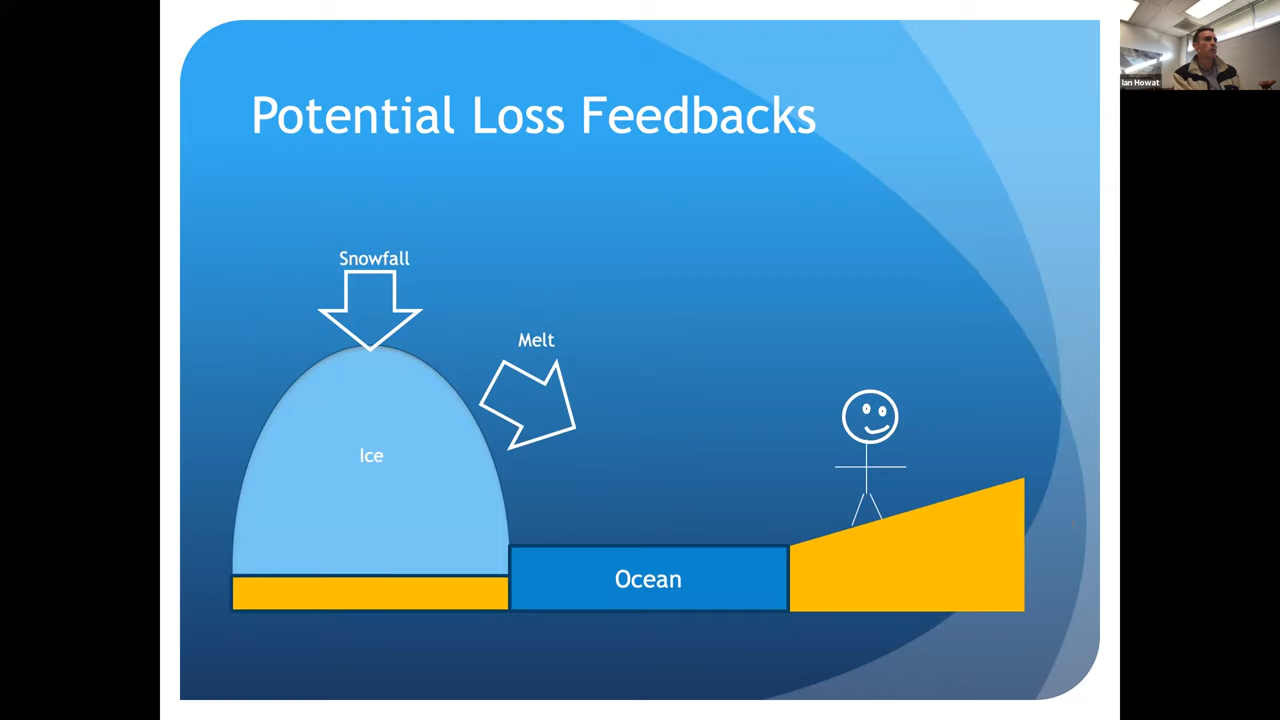 Potential Loss Feedbacks
Snowfall
Melt
Ice
Ocean
Ian Howat